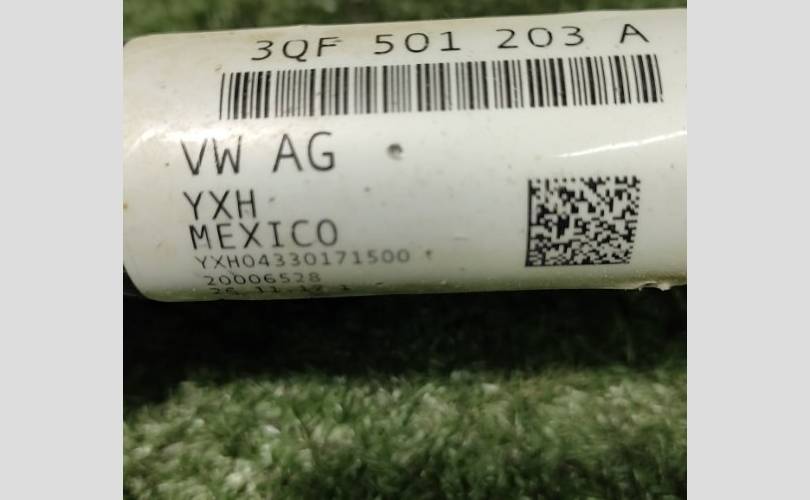 3QF 501 203 A
VW AG
YXH
MEXICO
YXH04330171500
20006528